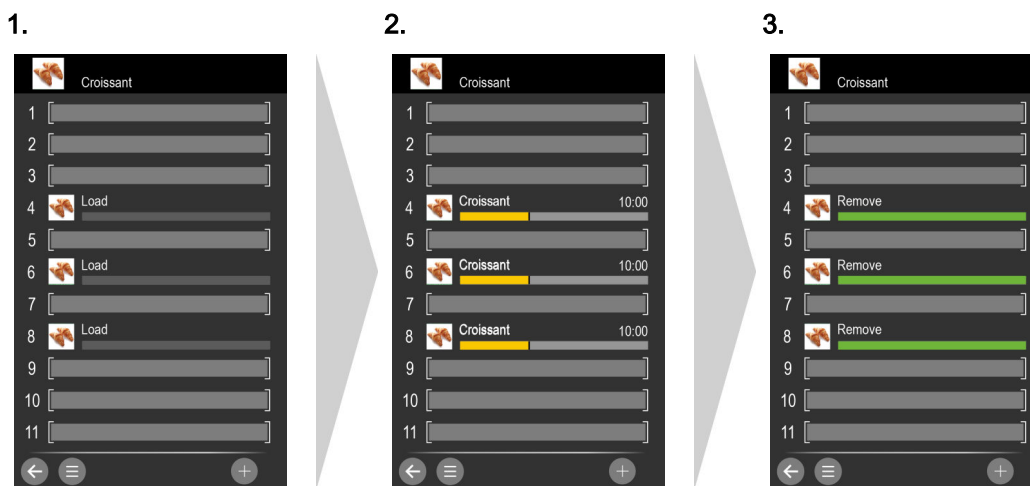 1.
Croissant
1
2
3
4 Load
5
6 Load
7
8 Load
9
10
11
2.
Croissant
1
2
3
4 Croissant 10:00
5
6 Croissant 10:00
7
8 Croissant 10:00
9
10
11
3.
Croissant
1
2
3
4 Remove
5
6 Remove
7
8 Remove
9
10
11